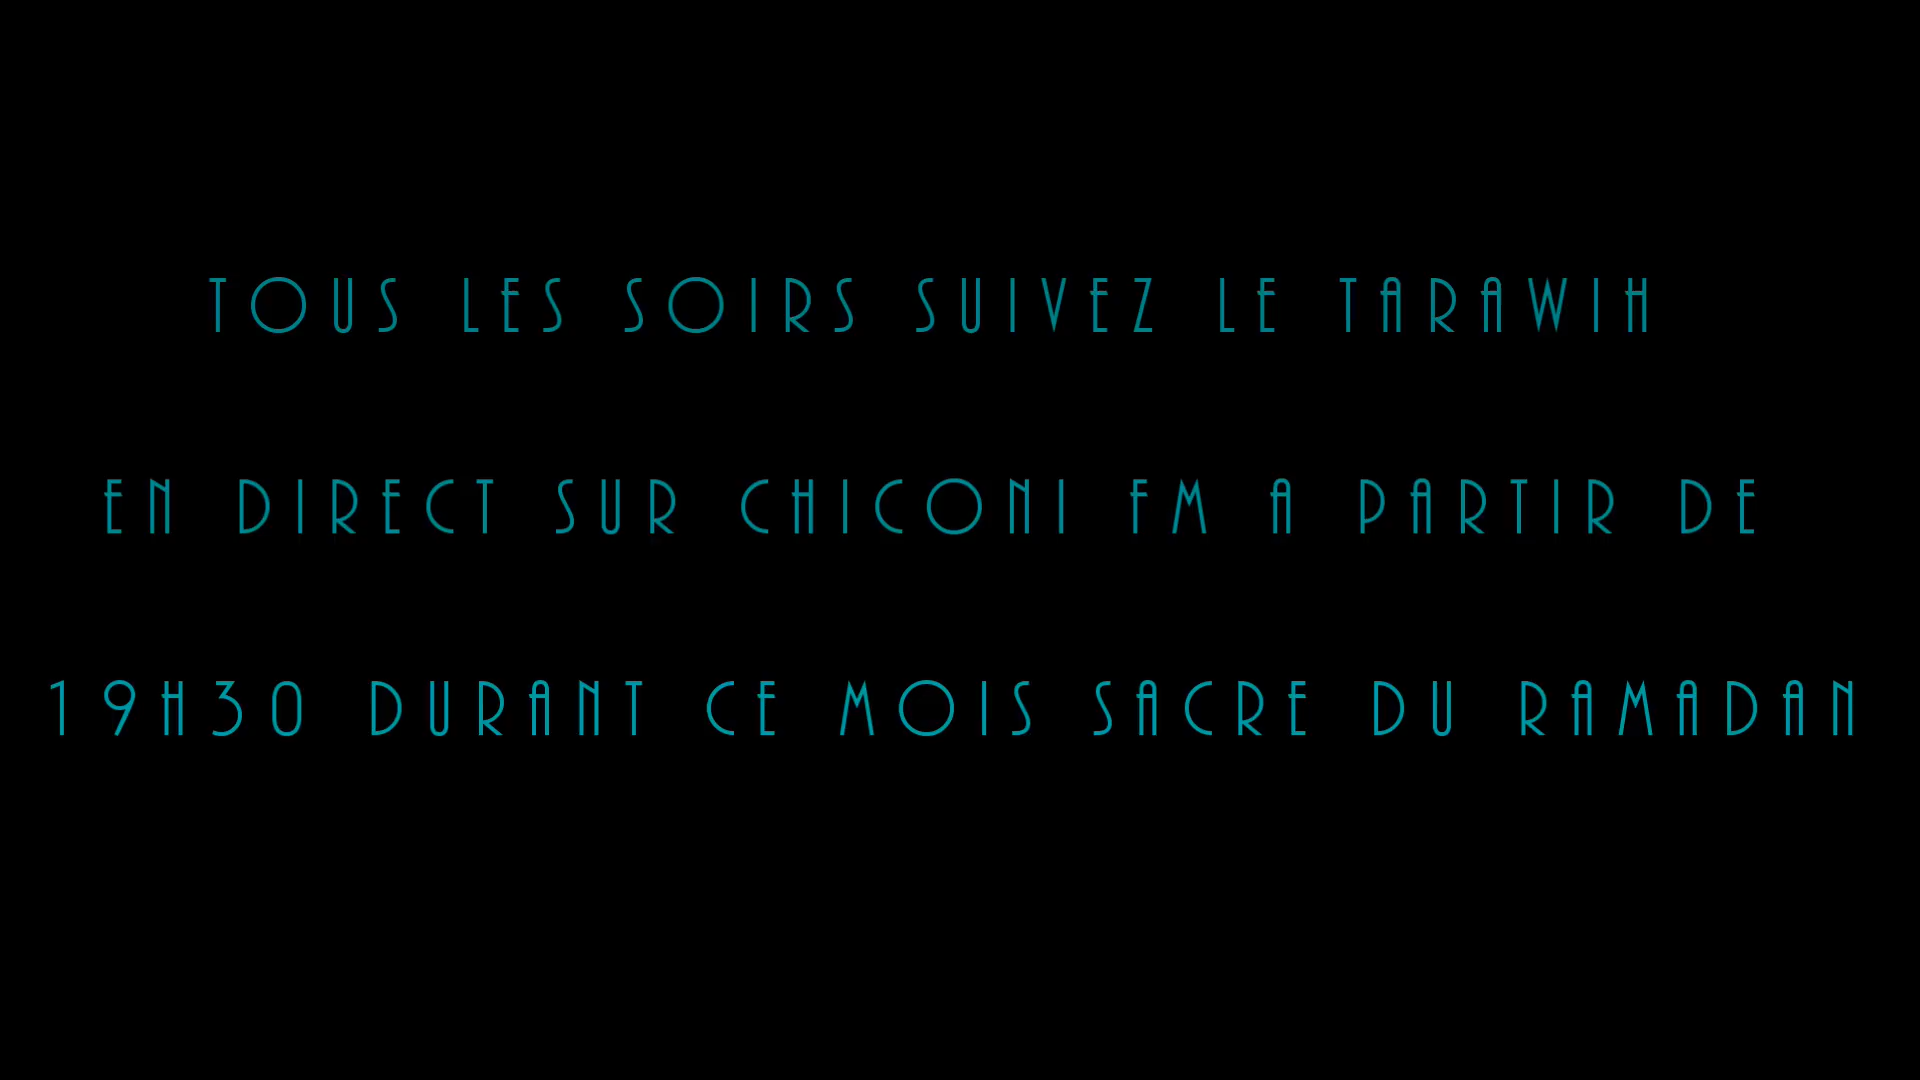 TOUS LES SOIRS SUIVEZ LE TARAWIH
EN DIRECT SUR CHICONI FM A PARTIR DE
19H30 DURANT CE MOIS SACRE DU RAMADAN